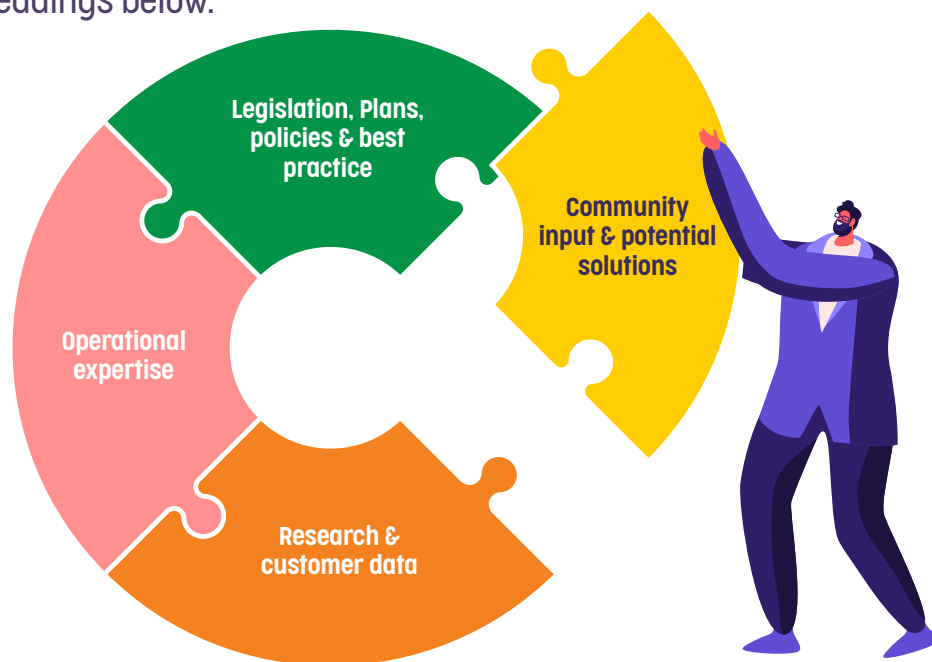 eadings below.
Legislation, Plans,
policies & best
practice
Community
input & potential
solutions
Operational
expertise
Research &
customer data